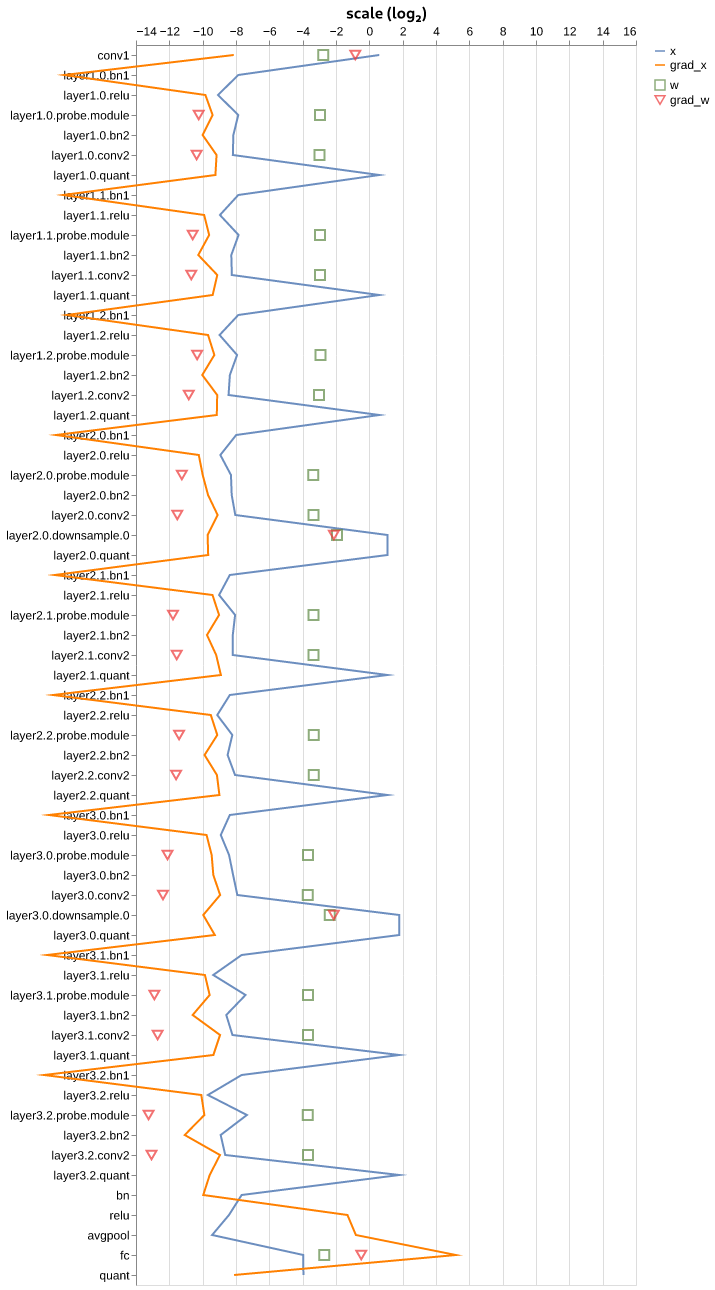 scale (log₂)
−14 −12 −10 −8 −6 −4 −2 0 2 4 6 8 10 12 14 16
x
grad_x
w
grad_w
conv1
layer1.0.bn1
layer1.0.relu
layer1.0.probe.module
layer1.0.bn2
layer1.0.conv2
layer1.0.quant
layer1.1.bn1
layer1.1.relu
layer1.1.probe.module
layer1.1.bn2
layer1.1.conv2
layer1.1.quant
layer1.2.bn1
layer1.2.relu
layer1.2.probe.module
layer1.2.bn2
layer1.2.conv2
layer1.2.quant
layer2.0.bn1
layer2.0.relu
layer2.0.probe.module
layer2.0.bn2
layer2.0.conv2
layer2.0.downsample.0
layer2.0.quant
layer2.1.bn1
layer2.1.relu
layer2.1.probe.module
layer2.1.bn2
layer2.1.conv2
layer2.1.quant
layer2.2.bn1
layer2.2.relu
layer2.2.probe.module
layer2.2.bn2
layer2.2.conv2
layer2.2.quant
layer3.0.bn1
layer3.0.relu
layer3.0.probe.module
layer3.0.bn2
layer3.0.conv2
layer3.0.downsample.0
layer3.0.quant
layer3.1.bn1
layer3.1.relu
layer3.1.probe.module
layer3.1.bn2
layer3.1.conv2
layer3.1.quant
layer3.2.bn1
layer3.2.relu
layer3.2.probe.module
layer3.2.bn2
layer3.2.conv2
layer3.2.quant
bn
relu
avgpool
fc
quant